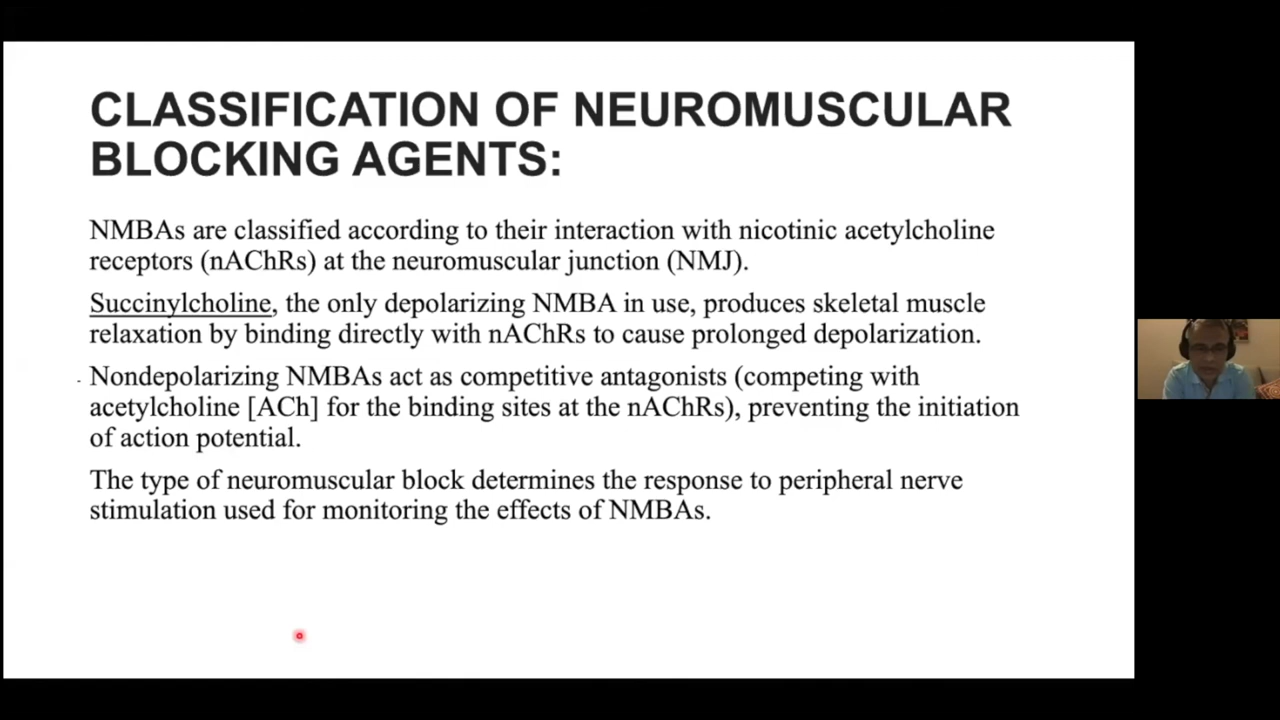 CLASSIFICATION OF NEUROMUSCULAR
BLOCKING AGENTS:
NMBAs are classified according to their interaction with nicotinic acetylcholine
receptors (nAChRs) at the neuromuscular junction (NMJ).
Succinylcholine, the only depolarizing NMBA in use, produces skeletal muscle
relaxation by binding directly with nAChRs to cause prolonged depolarization.
Nondepolarizing NMBAs act as competitive antagonists (competing with
acetylcholine [ACh] for the binding sites at the nAChRs), preventing the initiation
of action potential.
The type of neuromuscular block determines the response to peripheral nerve
stimulation used for monitoring the effects of NMBAs.